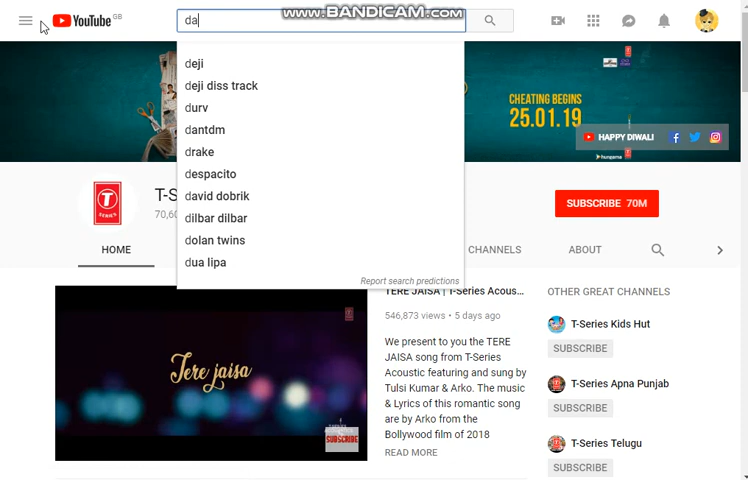 www.BANDICAM.com
YouTube GB
da
deji
deji diss track
durv
dantdm
drake
despacito
david dobrik
dilbar dilbar
dolan twins
dua lipa
Report search predictions
CHEATING BEGINS
25.01.19
HAPPY DIWALI
hungama
T-S
70,60
SUBSCRIBE 70M
HOME
CHANNELS
ABOUT
T
SERIES
Tere jaisa
SUBSCRIBE
TERE JAISA | T-Series Acous...
546,873 views • 5 days ago
We present to you the TERE
JAISA song from T-Series
Acoustic featuring and sung by
Tulsi Kumar & Arko. The music
& Lyrics of this romantic song
are by Arko from the
Bollywood film of 2018
READ MORE
OTHER GREAT CHANNELS
T-Series Kids Hut
SUBSCRIBE
T-Series Apna Punjab
SUBSCRIBE
T-Series Telugu
SUBSCRIBE